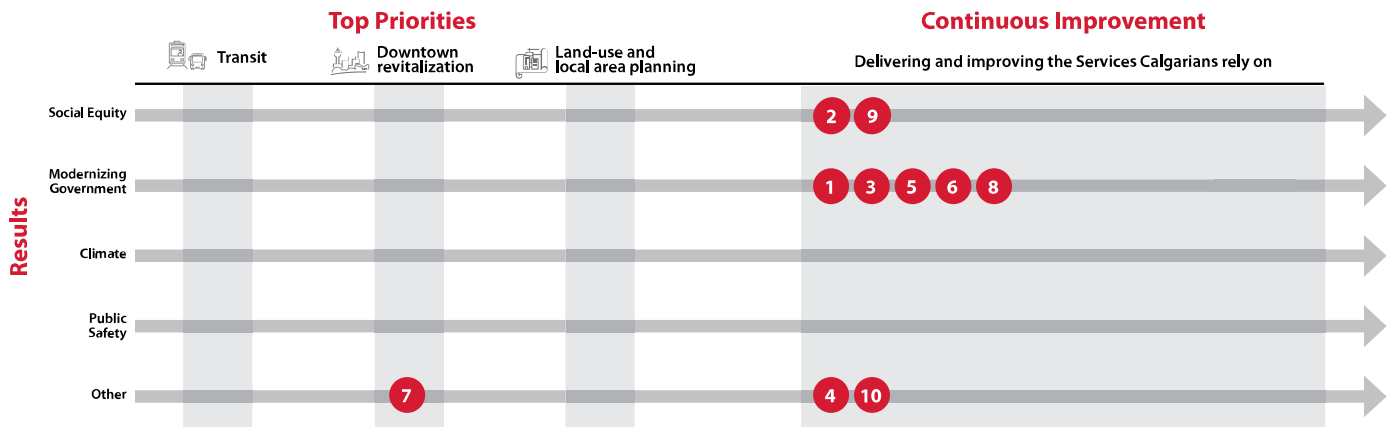 Top Priorities
Continuous Improvement
Transit
Downtown
revitalization
Land-use and
local area planning
Delivering and improving the Services Calgarians rely on
Results
Social Equity
2 9
Modernizing
Government
1 3 5 6 8
Climate
Public
Safety
Other
7 4 10